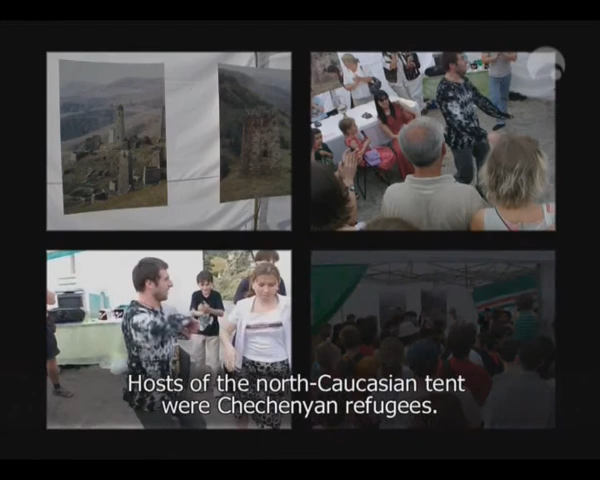 Hosts of the north-Caucasian tent
were Chechenyan refugees.